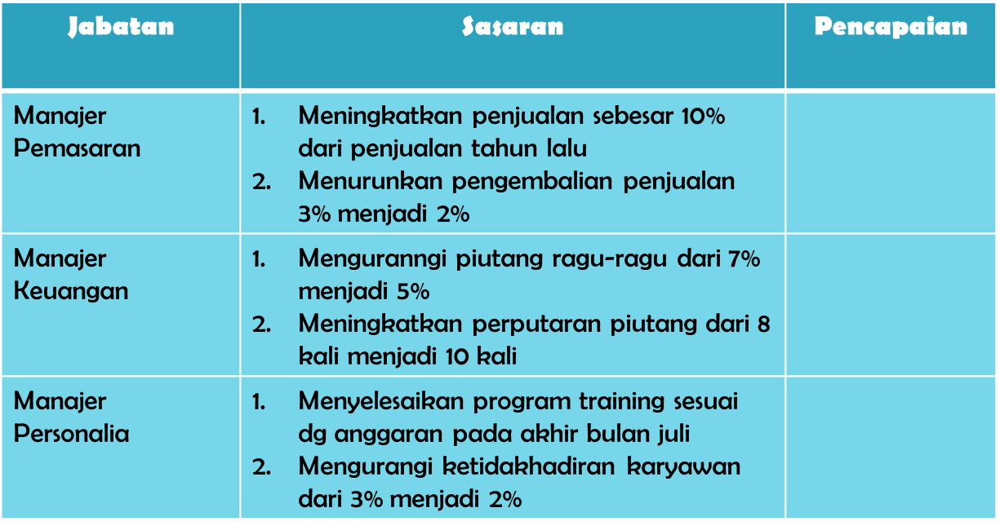 Jabatan Sasaran Pencapaian
Manajer
Pemasaran
1. Meningkatkan penjualan sebesar 10%
dari penjualan tahun lalu
2. Menurunkan pengembalian penjualan
3% menjadi 2%
Manajer
Keuangan
1. Menguranngi piutang ragu-ragu dari 7%
menjadi 5%
2. Meningkatkan perputaran piutang dari 8
kali menjadi 10 kali
Manajer
Personalia
1. Menyelesaikan program training sesuai
dg anggaran pada akhir bulan juli
2. Mengurangi ketidakhadiran karyawan
dari 3% menjadi 2%